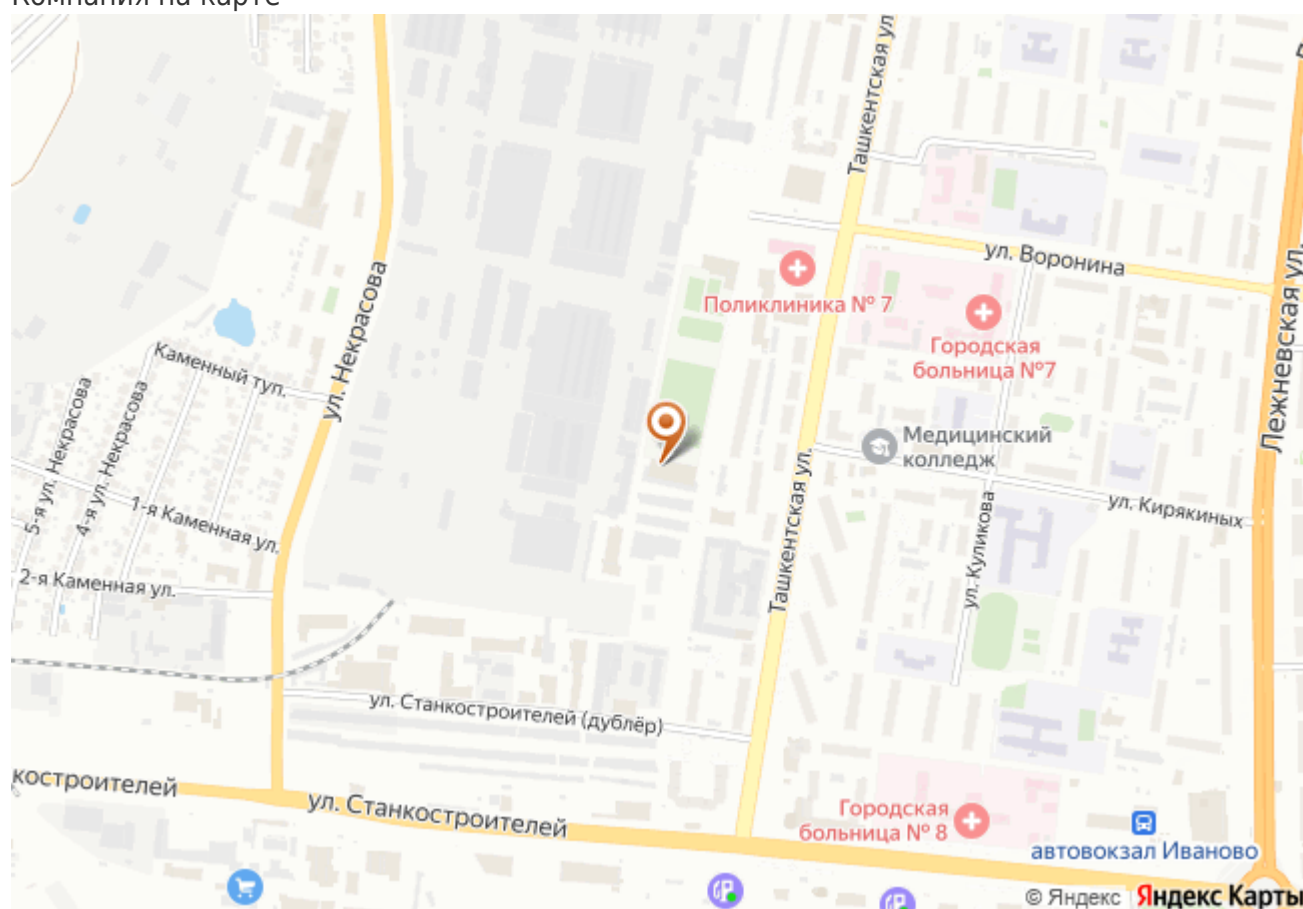 Компания на карте
Ташкентская ул
ул. Воронина
Поликлиника № 7
Городская
больница №7
Лежневская ул.
ул. Некрасова
Каменный туп.
5-я ул. Некрасова
4-я ул. Некрасова
Медицинский
колледж
1-я Каменная ул.
Ташкентская ул.
ул. Кирякиных
ул. Куликова
2-я Каменная ул.
ул. Станкостроителей (дублёр)
костроителей
ул. Станкостроителей
Городская
больница № 8
автовокзал Иваново
© Яндекс Яндекс Карты